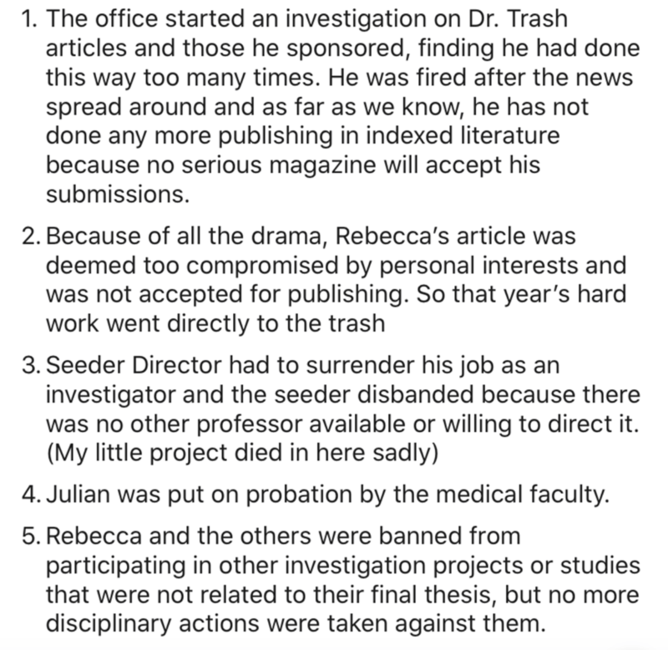 1. The office started an investigation on Dr. Trash
articles and those he sponsored, finding he had done
this way too many times. He was fired after the news
spread around and as far as we know, he has not
done any more publishing in indexed literature
because no serious magazine will accept his
submissions.
2. Because of all the drama, Rebecca’s article was
deemed too compromised by personal interests and
was not accepted for publishing. So that year’s hard
work went directly to the trash
3. Seeder Director had to surrender his job as an
investigator and the seeder disbanded because there
was no other professor available or willing to direct it.
(My little project died in here sadly)
4. Julian was put on probation by the medical faculty.
5. Rebecca and the others were banned from
participating in other investigation projects or studies
that were not related to their final thesis, but no more
disciplinary actions were taken against them.